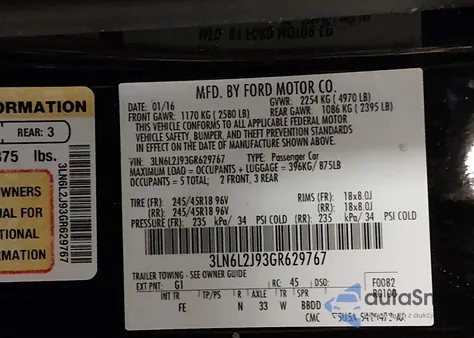 MFD. BY FORD MOTOR CO.
DATE: 01/16 GVWR: 2254 KG ( 4970 LB)
FRONT GAWR: 1170 KG ( 2580 LB) REAR GAWR: 1086 KG ( 2395 LB)
THIS VEHICLE CONFORMS TO ALL APPLICABLE FEDERAL MOTOR
VEHICLE SAFETY, BUMPER, AND THEFT PREVENTION STANDARDS
IN EFFECT ON THE DATE OF MANUFACTURE SHOWN ABOVE.
VIN: 3LN6L2J93GR629767 TYPE: Passenger Car
MAXIMUM LOAD = OCCUPANTS + LUGGAGE = 396KG / 875LB
OCCUPANTS = 5 TOTAL; 2 FRONT, 3 REAR
TIRE (FR): 245/45R18 96V RIMS (FR): 18x8.0J
(RR): 245/45R18 96V (RR): 18x8.0J
PRESSURE (FR): 235 kPa/ 34 PSI COLD (RR): 235 kPa/ 34 PSI COLD
3LN6L2J93GR629767
TRAILER TOWING - SEE OWNER GUIDE
EXT PNT: G1 RC: 45 DSO: F0082
INT TR TP/PS R AXLE TR SPR
FE N 33 W BBDD
CMC
ORMATION
REAR: 3
875 lbs.
OWNERS
UAL FOR
TIONAL
RMATION
3LN6L2J93GR629767